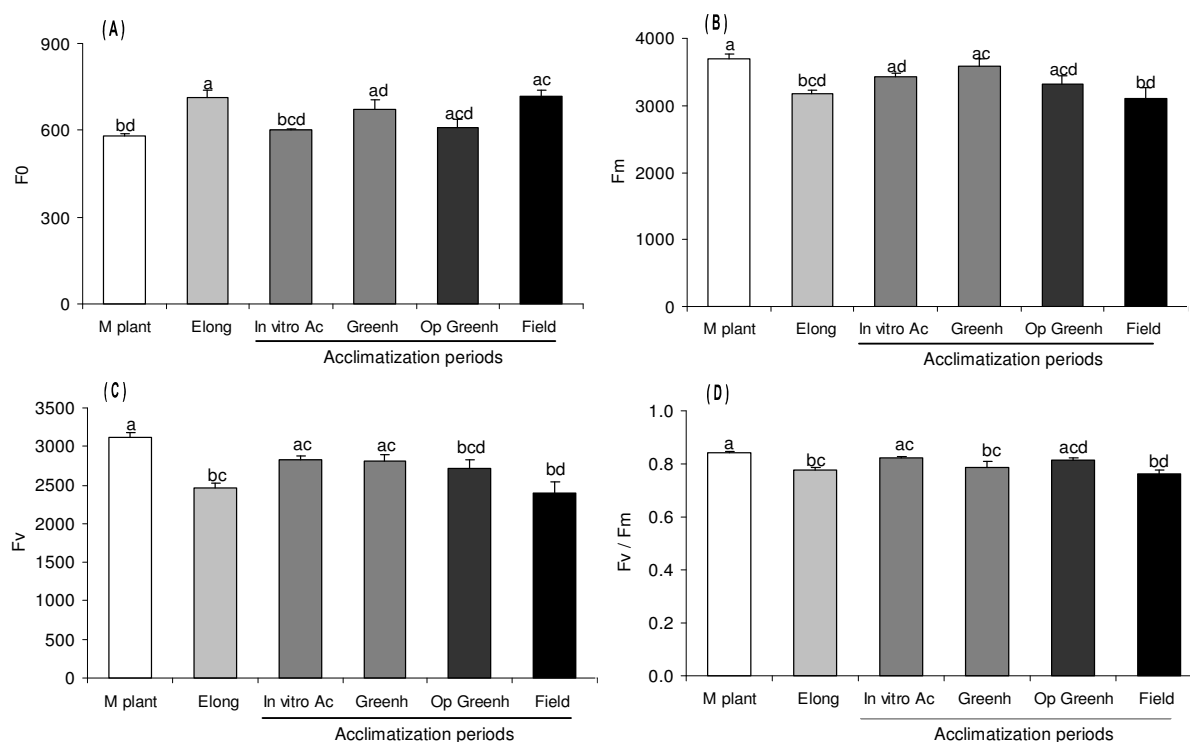 (A)
900
600
300
0
F0
bd
a
bcd
ad
acd
ac
M plant Elong In vitro Ac Greenh Op Greenh Field
Acclimatization periods
(B)
4000
3000
2000
1000
0
Fm
a
bcd
ad
ac
acd
bd
M plant Elong In vitro Ac Greenh Op Greenh Field
Acclimatization periods
(C)
3500
3000
2500
2000
1500
1000
500
0
Fv
a
bc
ac
ac
bcd
bd
M plant Elong In vitro Ac Greenh Op Greenh Field
Acclimatization periods
(D)
1.0
0.8
0.6
0.4
0.2
0.0
Fv / Fm
a
bc
ac
bc
acd
bd
M plant Elong In vitro Ac Greenh Op Greenh Field
Acclimatization periods